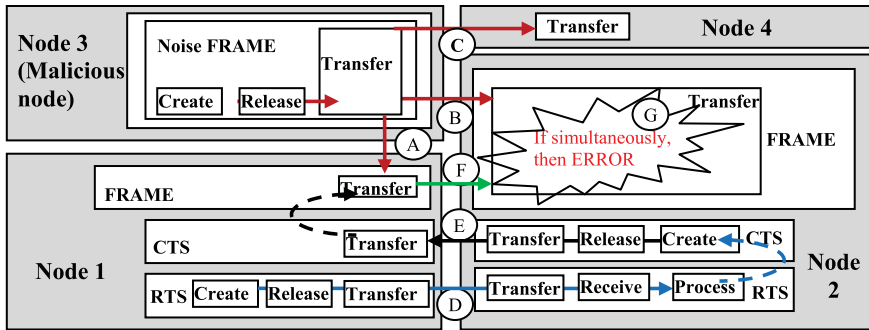 Node 3
(Malicious
node)
Noise FRAME
Transfer
Create
Release
C
Transfer
Node 4
B
A
G
Transfer
If simultaneously,
then ERROR
FRAME
FRAME
Transfer
F
Node 1
CTS
Transfer
E
Transfer
Release
Create
CTS
RTS
Create
Release
Transfer
D
Transfer
Receive
Process
RTS
Node
2